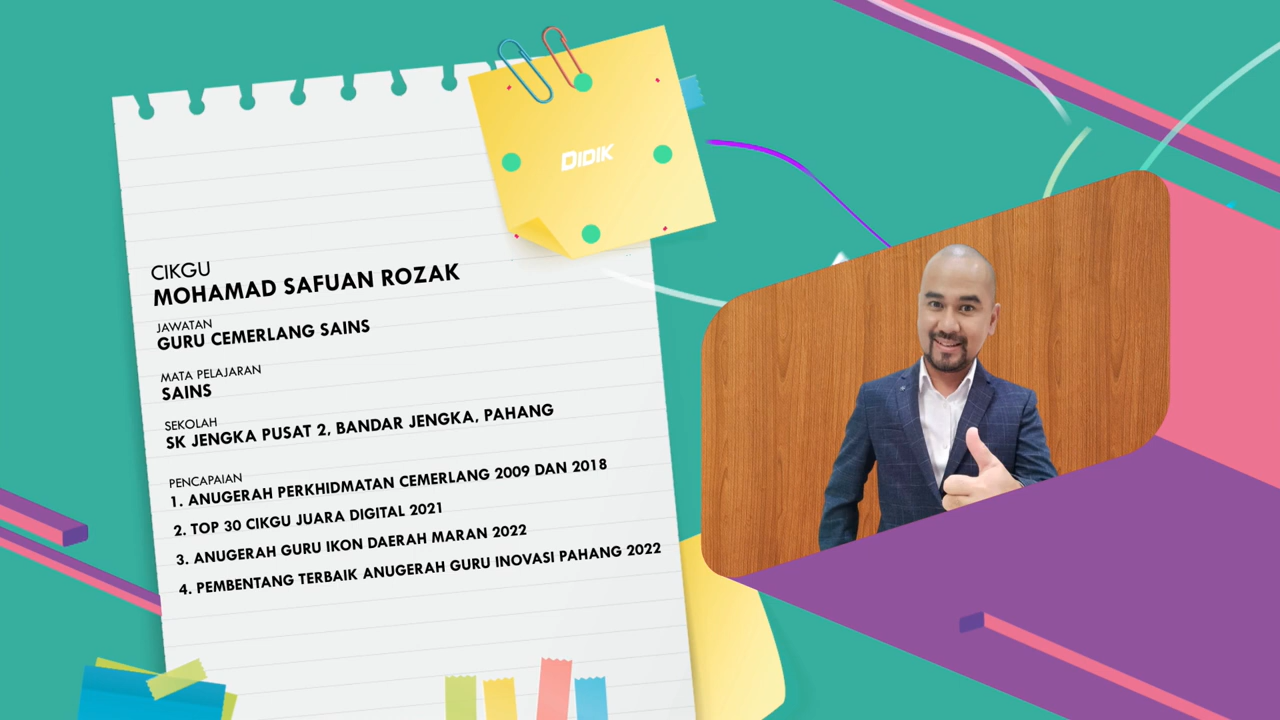 DIDIK
CIKGU
MOHAMAD SAFUAN ROZAK
JAWATAN
GURU CEMERLANG SAINS
MATA PELAJARAN
SAINS
SEKOLAH
SK JENGKA PUSAT 2, BANDAR JENGKA, PAHANG
PENCAPAIAN
1. ANUGERAH PERKHIDMATAN CEMERLANG 2009 DAN 2018
2. TOP 30 CIKGU JUARA DIGITAL 2021
3. ANUGERAH GURU IKON DAERAH MARAN 2022
4. PEMBENTANG TERBAIK ANUGERAH GURU INOVASI PAHANG 2022